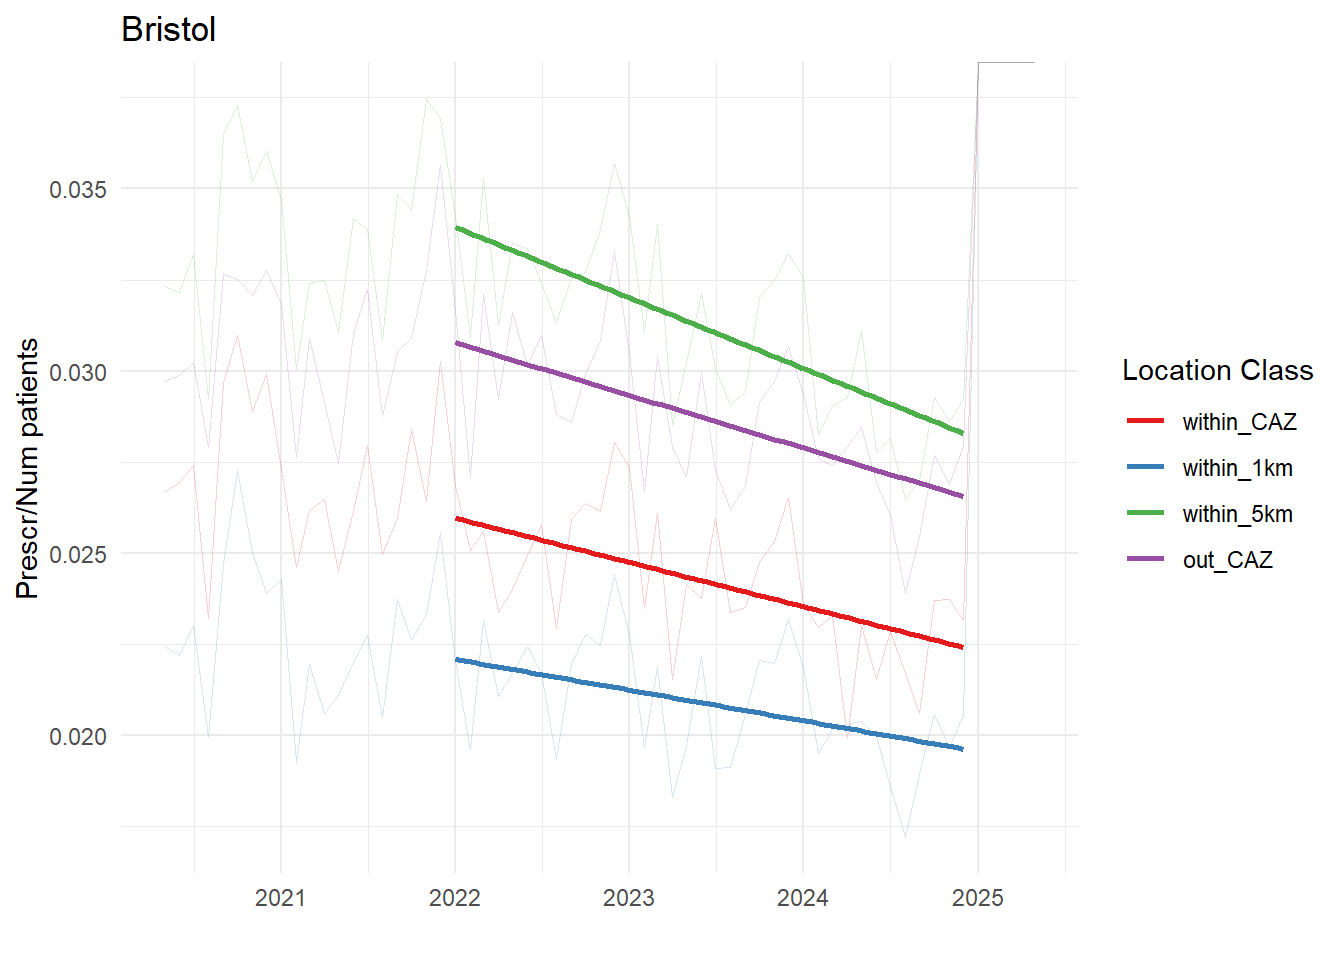 Bristol
Prescr/Num patients
0.035
0.030
0.025
0.020
2021 2022 2023 2024 2025
Location Class
within_CAZ
within_1km
within_5km
out_CAZ